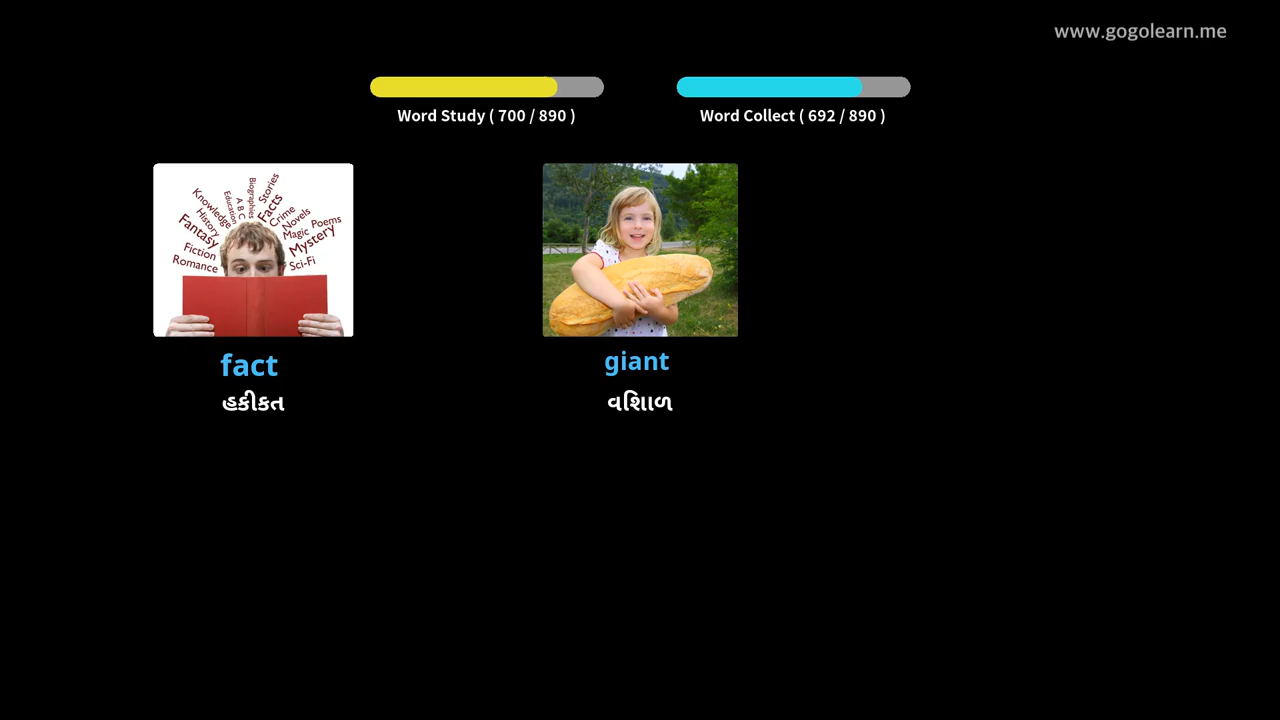 www.gogolearn.me
Word Study ( 700 / 890 )
Word Collect ( 692 / 890 )
Stories
Biographies
Facts
A B C
Education
Knowledge
Crime
History
Novels
Fantasy
Magic
Poems
Fiction
Mystery
Romance
Sci-Fi
fact
giant
હકીકત
વિશાળ